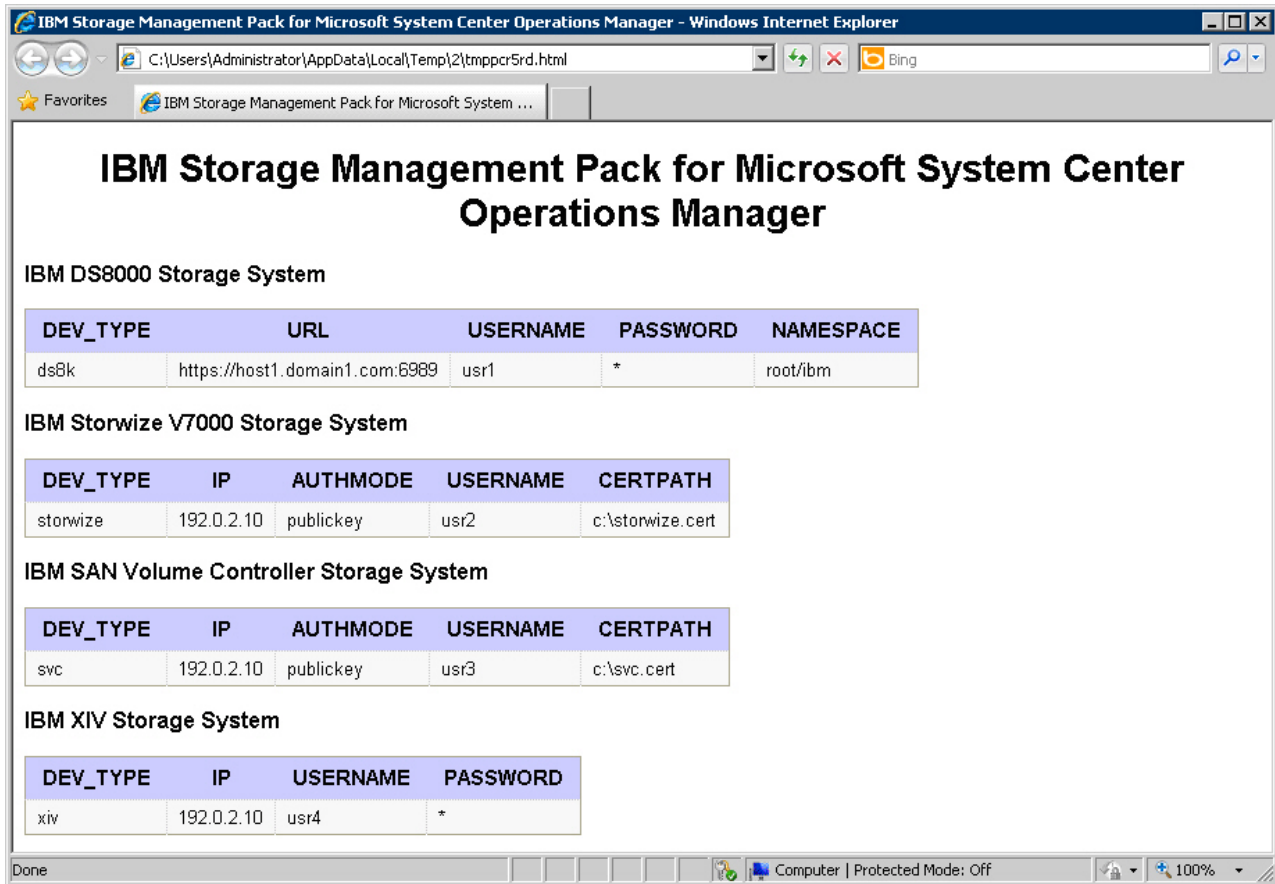 IBM Storage Management Pack for Microsoft System Center Operations Manager - Windows Internet Explorer
C:\Users\Administrator\AppData\Local\Temp\2\tmppcr5rd.html
Bing
Favorites
IBM Storage Management Pack for Microsoft System ...
IBM Storage Management Pack for Microsoft System Center
Operations Manager
IBM DS8000 Storage System
DEV_TYPE URL USERNAME PASSWORD NAMESPACE
ds8k https://host1.domain1.com:6989 usr1 * root/ibm
IBM Storwize V7000 Storage System
DEV_TYPE IP AUTHMODE USERNAME CERTPATH
storwize 192.0.2.10 publickey usr2 c:\storwize.cert
IBM SAN Volume Controller Storage System
DEV_TYPE IP AUTHMODE USERNAME CERTPATH
svc 192.0.2.10 publickey usr3 c:\svc.cert
IBM XIV Storage System
DEV_TYPE IP USERNAME PASSWORD
xiv 192.0.2.10 usr4 *
Done
Computer | Protected Mode: Off
100%